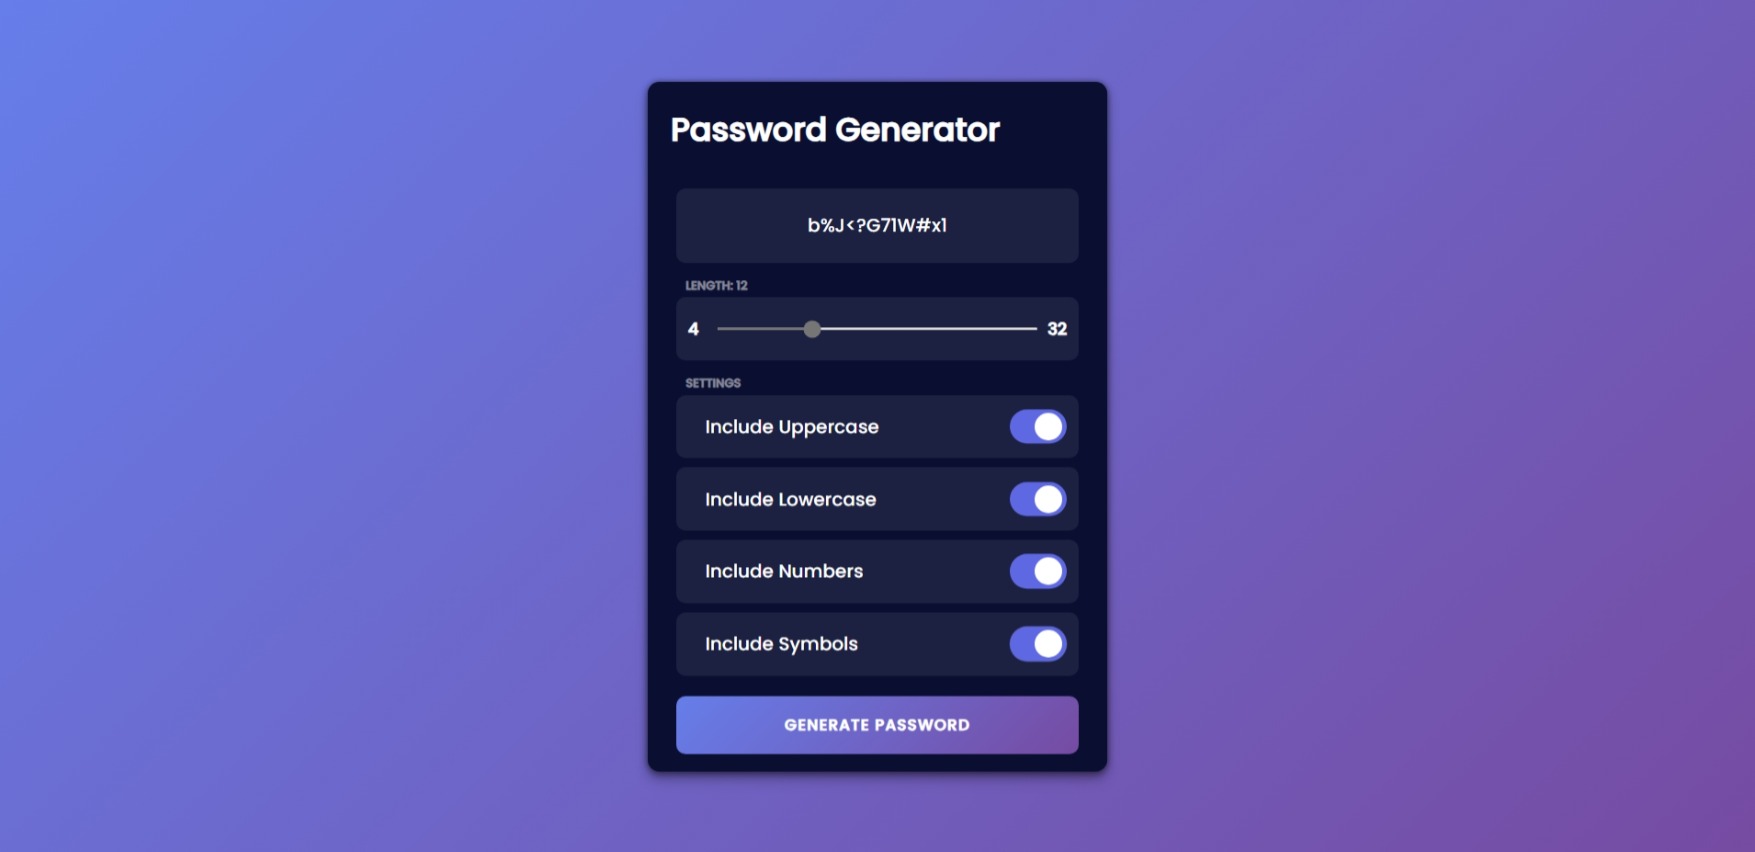 Password Generator
b%J<?G71W#x1
LENGTH: 12
4 32
SETTINGS
Include Uppercase
Include Lowercase
Include Numbers
Include Symbols
GENERATE PASSWORD